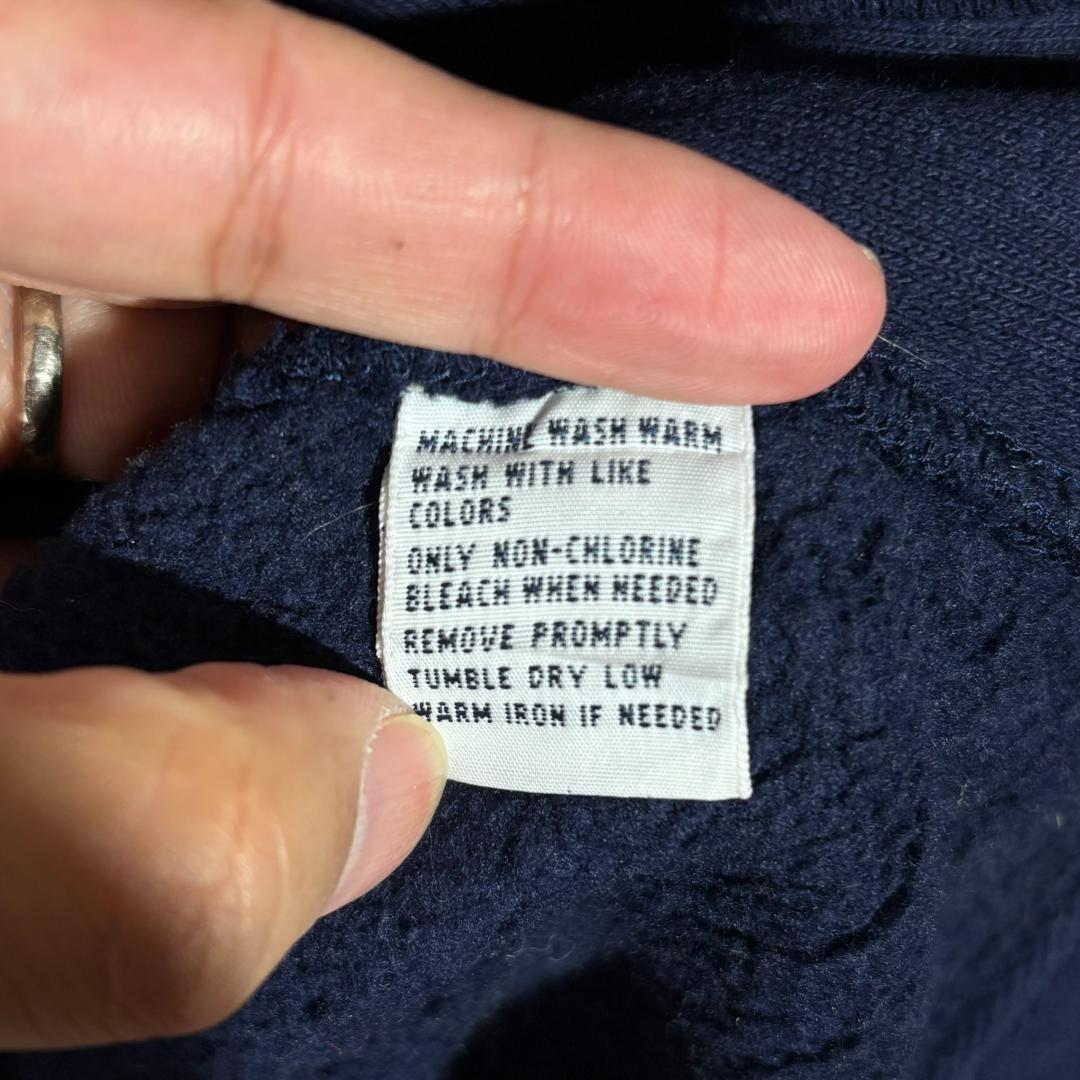 MACHINE WASH WARM
WASH WITH LIKE
COLORS
ONLY NON-CHLORINE
BLEACH WHEN NEEDED
REMOVE PROMPTLY
TUMBLE DRY LOW
WARM IRON IF NEEDED